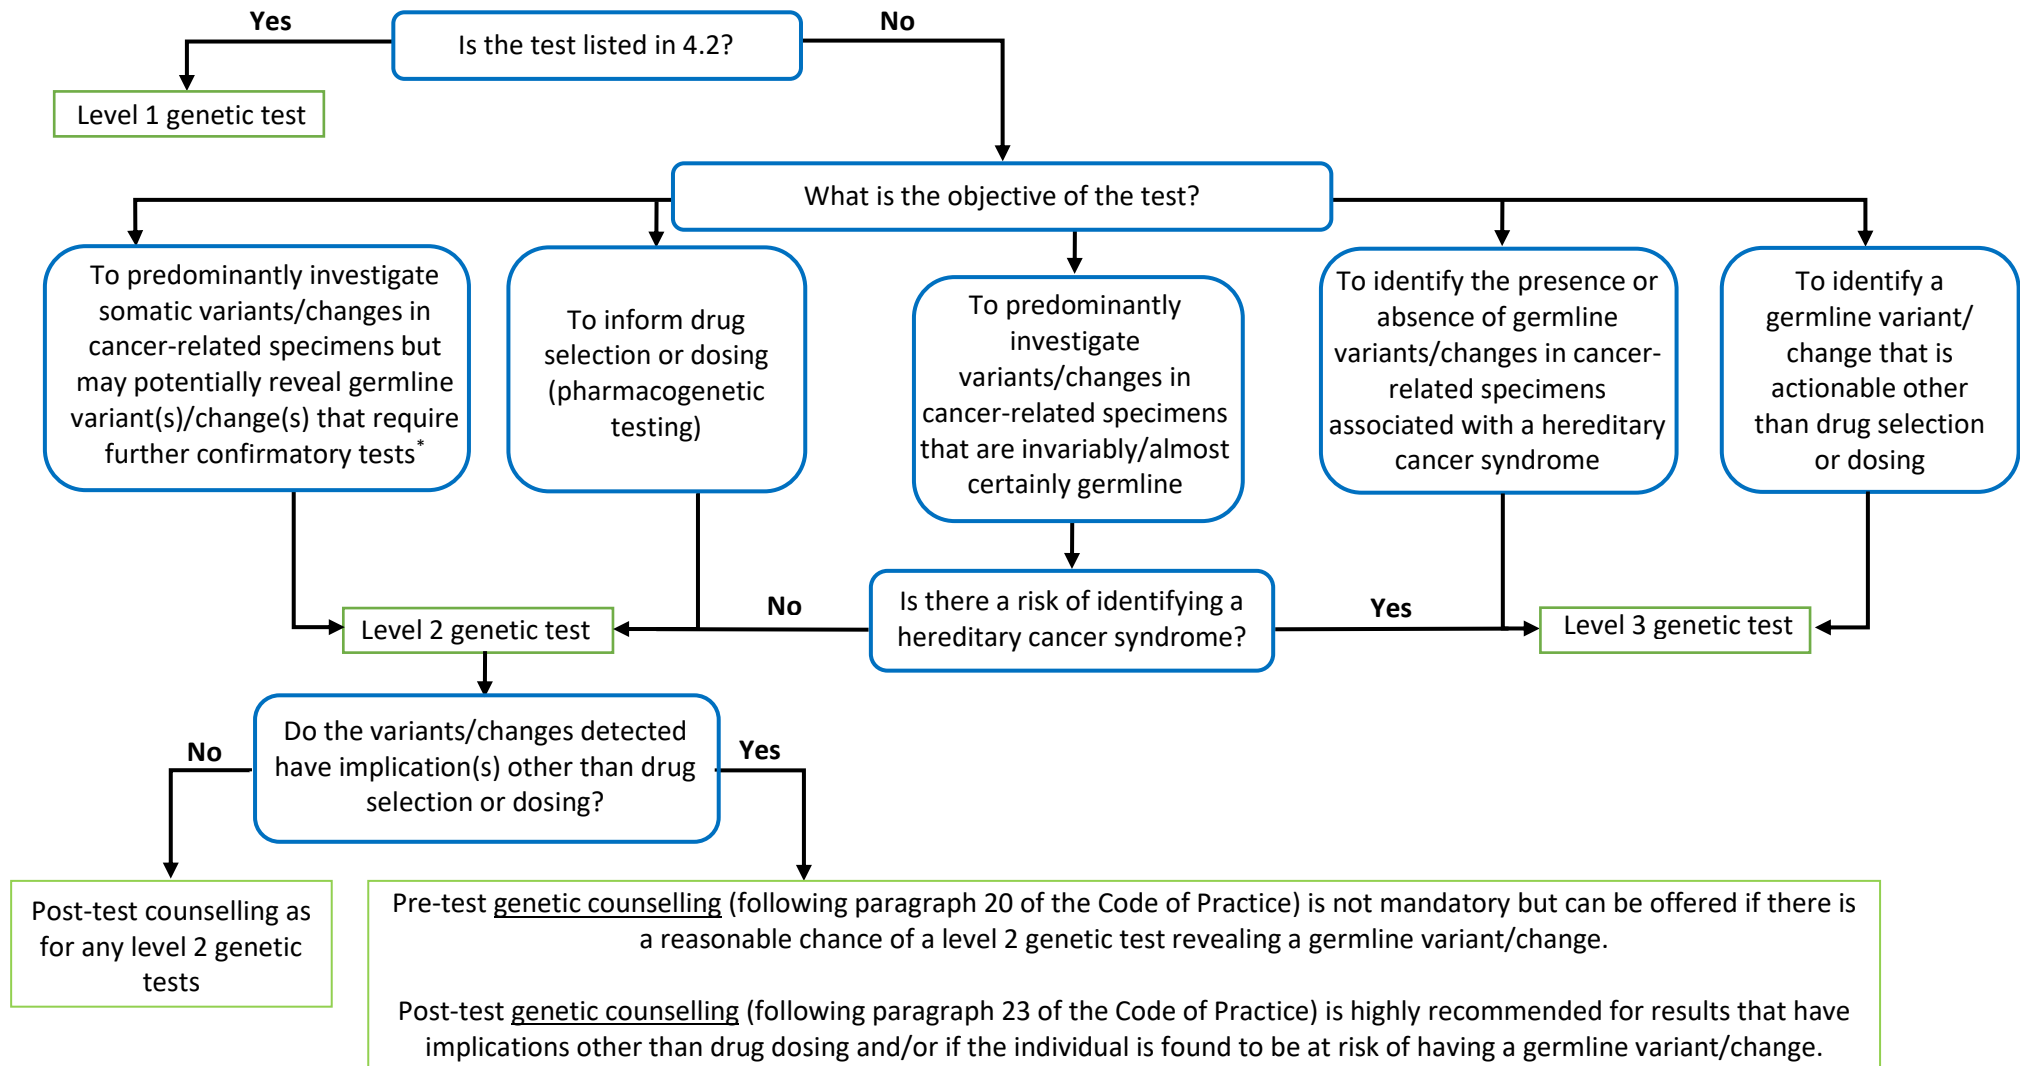 Yes
Is the test listed in 4.2?
No
Level 1 genetic test
What is the objective of the test?
To predominantly investigate
somatic variants/changes in
cancer-related specimens but
may potentially reveal germline
variant(s)/change(s) that require
further confirmatory tests*
To inform drug
selection or dosing
(pharmacogenetic
testing)
To predominantly
investigate
variants/changes in
cancer-related specimens
that are invariably/almost
certainly germline
To identify the presence or
absence of germline
variants/changes in cancer-
related specimens
associated with a hereditary
cancer syndrome
To identify a
germline variant/
change that is
actionable other
than drug selection
or dosing
Level 2 genetic test
No
Is there a risk of identifying a
hereditary cancer syndrome?
Yes
Level 3 genetic test
No
Do the variants/changes detected
have implication(s) other than drug
selection or dosing?
Yes
Post-test counselling as
for any level 2 genetic
tests
Pre-test genetic counselling (following paragraph 20 of the Code of Practice) is not mandatory but can be offered if there is
a reasonable chance of a level 2 genetic test revealing a germline variant/change.
Post-test genetic counselling (following paragraph 23 of the Code of Practice) is highly recommended for results that have
implications other than drug dosing and/or if the individual is found to be at risk of having a germline variant/change.